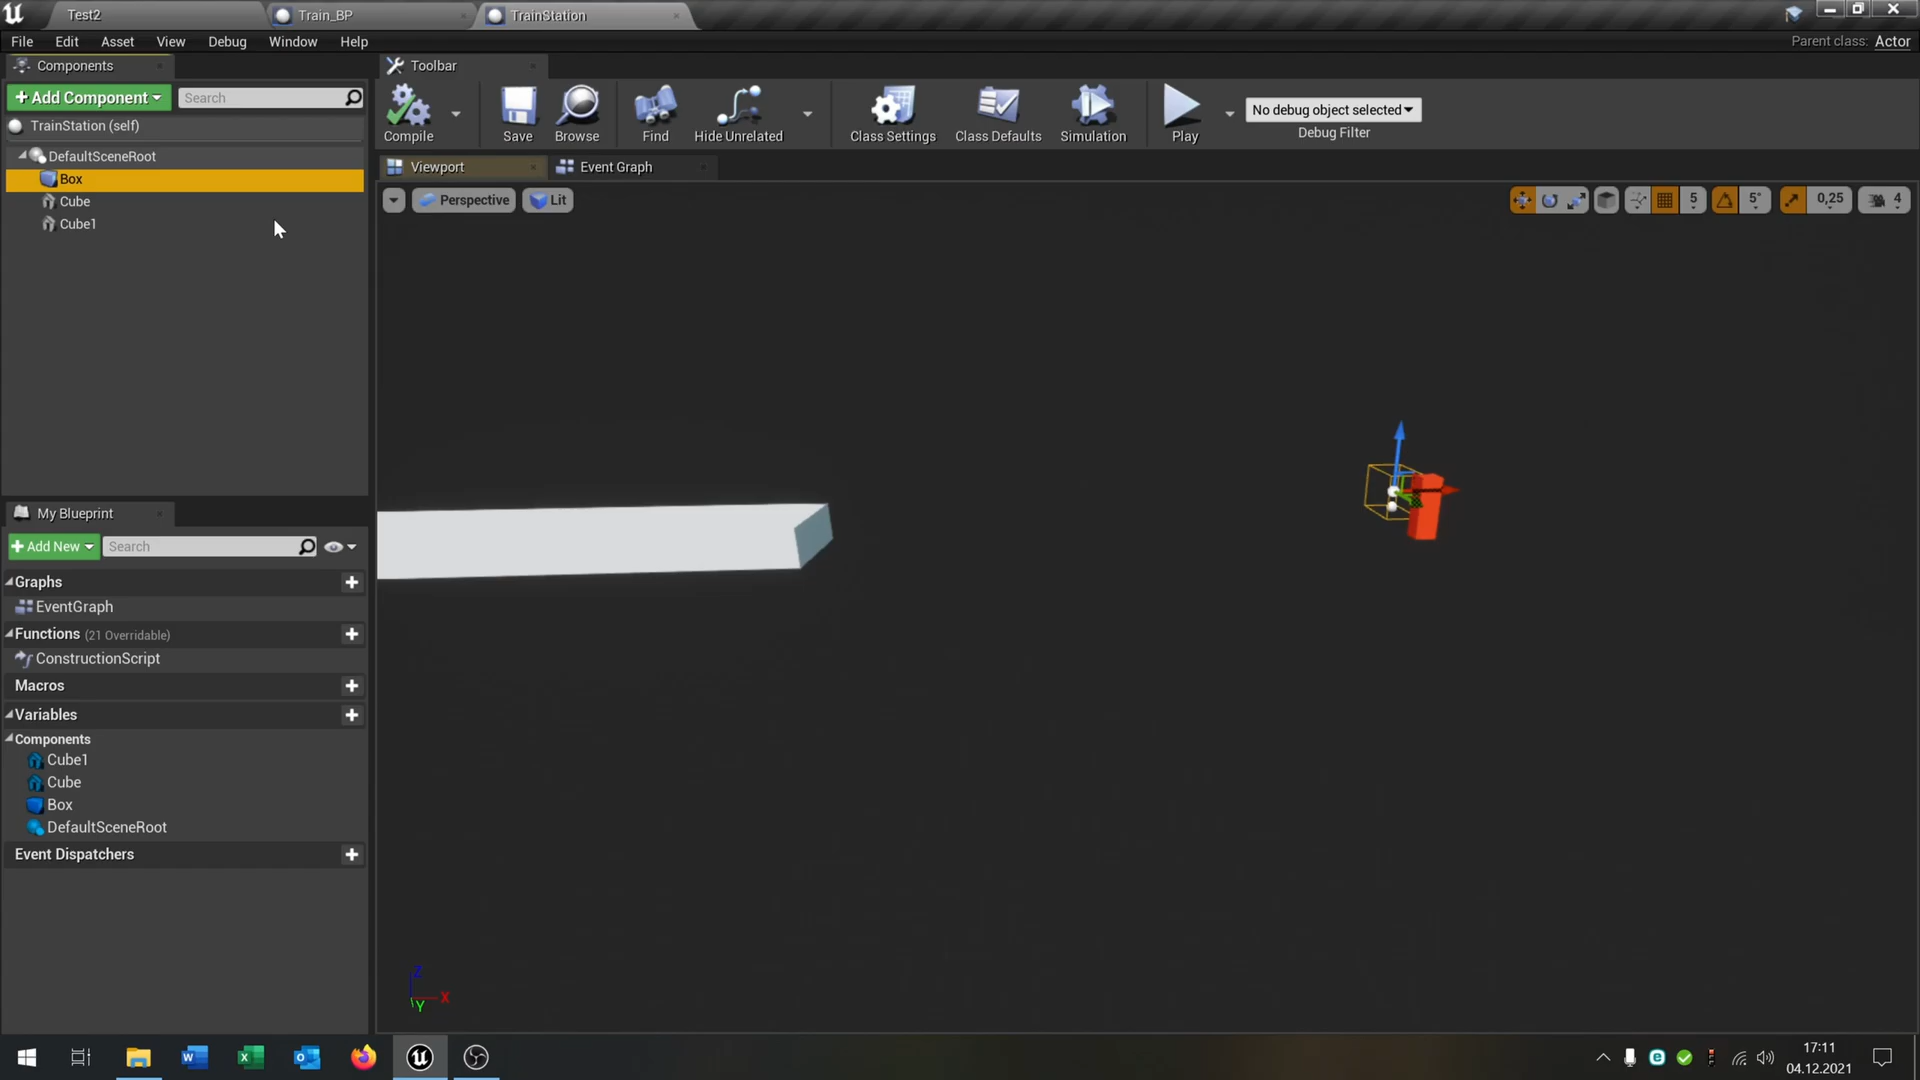 Test2
Train_BP
TrainStation
File Edit Asset View Debug Window Help
Parent class: Actor
Components
Toolbar
+ Add Component
Search
TrainStation (self)
DefaultSceneRoot
Box
Cube
Cube1
Compile
Save
Browse
Find
Hide Unrelated
Class Settings
Class Defaults
Simulation
Play
No debug object selected
Debug Filter
Viewport
Event Graph
Perspective
Lit
5
5°
0,25
4
My Blueprint
+ Add New
Search
Graphs
EventGraph
Functions (21 Overridable)
ConstructionScript
Macros
Variables
Components
Cube1
Cube
Box
DefaultSceneRoot
Event Dispatchers
Z
X
Y
17:11
04.12.2021